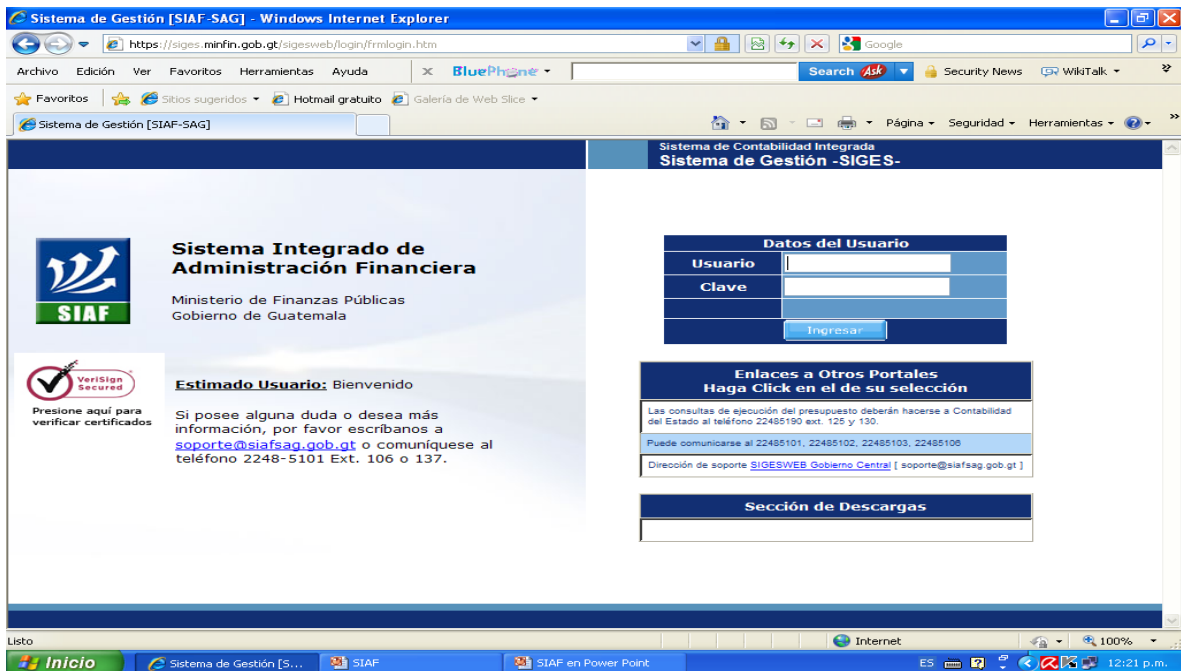 Sistema de Gestión [SIAF-SAG] - Windows Internet Explorer
https://siges.minfin.gob.gt/sigesweb/login/frmlogin.htm
Google
Archivo Edición Ver Favoritos Herramientas Ayuda
x BluePhone
Search Ask
Security News
WikiTalk
Favoritos
Sitios sugeridos
Hotmail gratuito
Galería de Web Slice
Sistema de Gestión [SIAF-SAG]
Página
Seguridad
Herramientas
Sistema de Contabilidad Integrada
Sistema de Gestión -SIGES-
SIAF
Sistema Integrado de
Administración Financiera
Ministerio de Finanzas Públicas
Gobierno de Guatemala
VeriSign
Secured
Presione aquí para
verificar certificados
Estimado Usuario: Bienvenido
Si posee alguna duda o desea más
información, por favor escríbanos a
soporte@siafsag.gob.gt o comuníquese al
teléfono 2248-5101 Ext. 106 o 137.
Datos del Usuario
Usuario
Clave
Ingresar
Enlaces a Otros Portales
Haga Click en el de su selección
Las consultas de ejecución del presupuesto deberán hacerse a Contabilidad
del Estado al teléfono 22485190 ext. 125 y 130.
Puede comunicarse al 22485101, 22485102, 22485103, 22485106
Dirección de soporte SIGESWEB Gobierno Central [ soporte@siafsag.gob.gt ]
Sección de Descargas
Listo
Internet
100%
Inicio
Sistema de Gestión [S...
SIAF
SIAF en Power Point
ES
12:21 p.m.